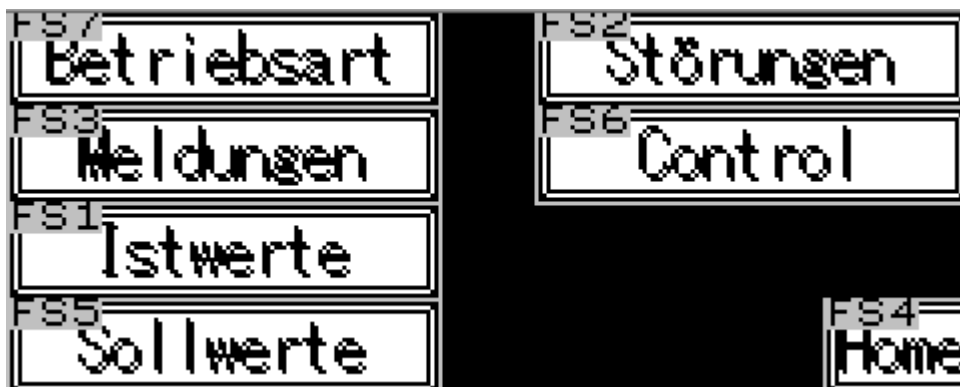 FS7
Betriebsart
FS2
Störungen
FS3
Meldungen
FS6
Control
FS1
Istwerte
FS5
Sollwerte
FS4
Home